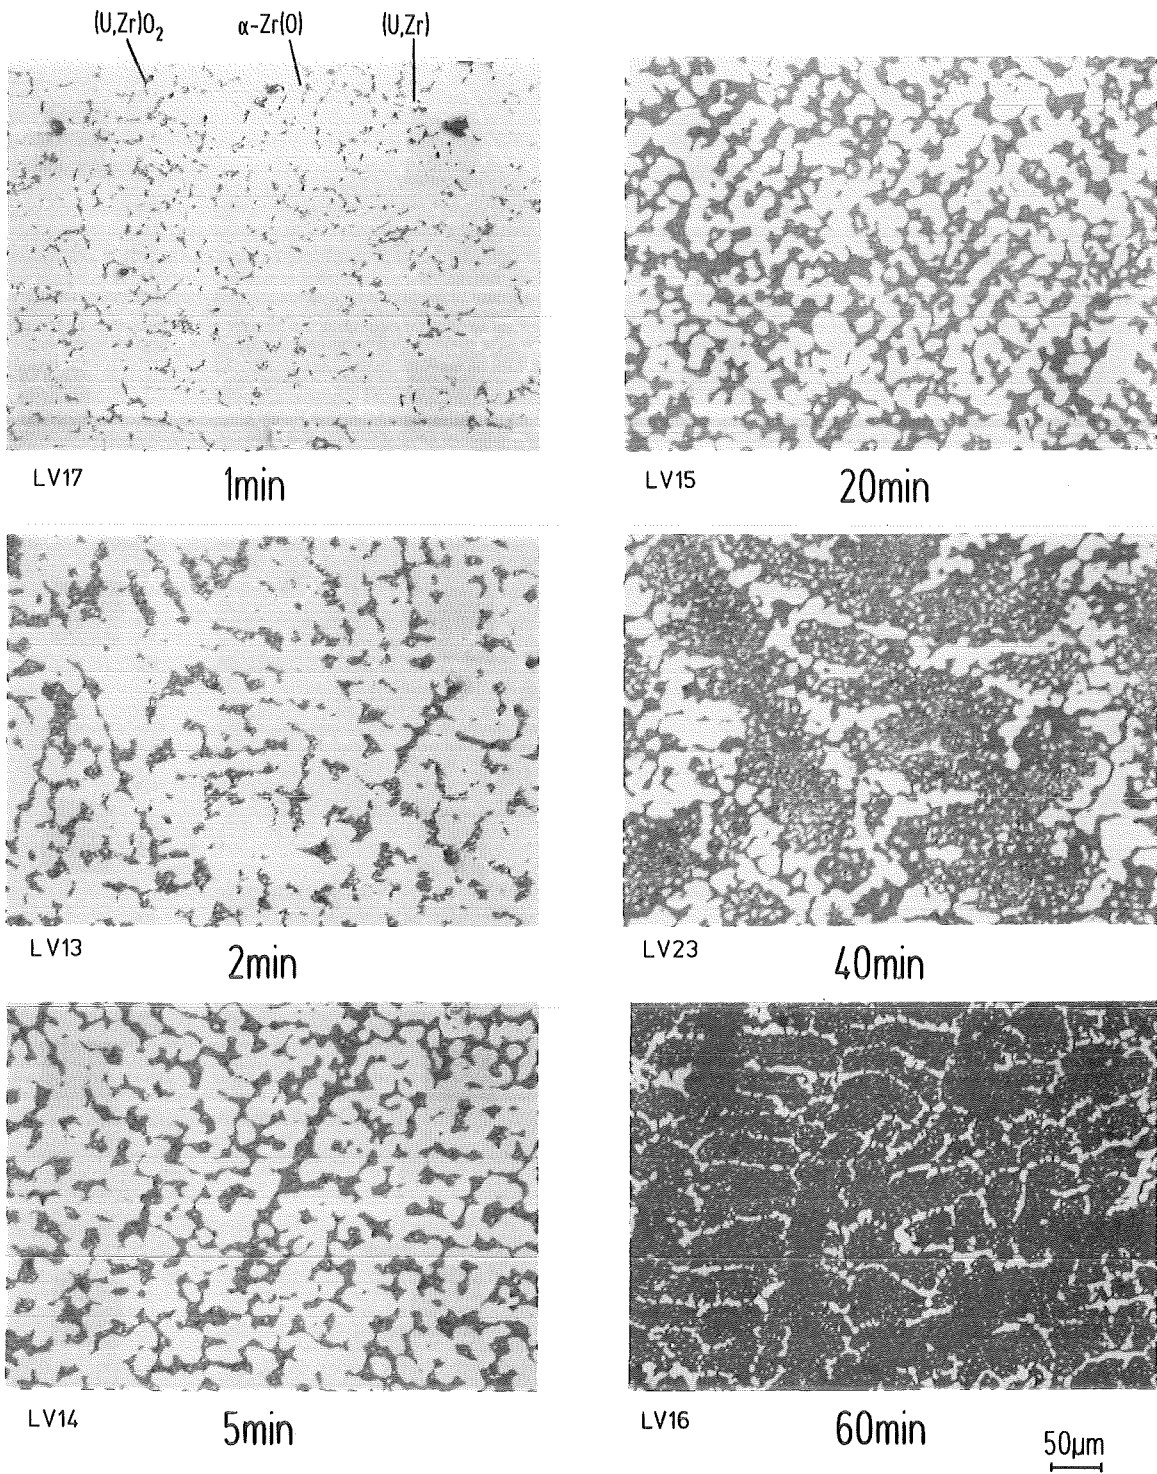 (U,Zr)O₂ α-Zr(O) (U,Zr)
LV17 1min
LV15 20min
LV13 2min
LV23 40min
LV14 5min
LV16 60min
50µm